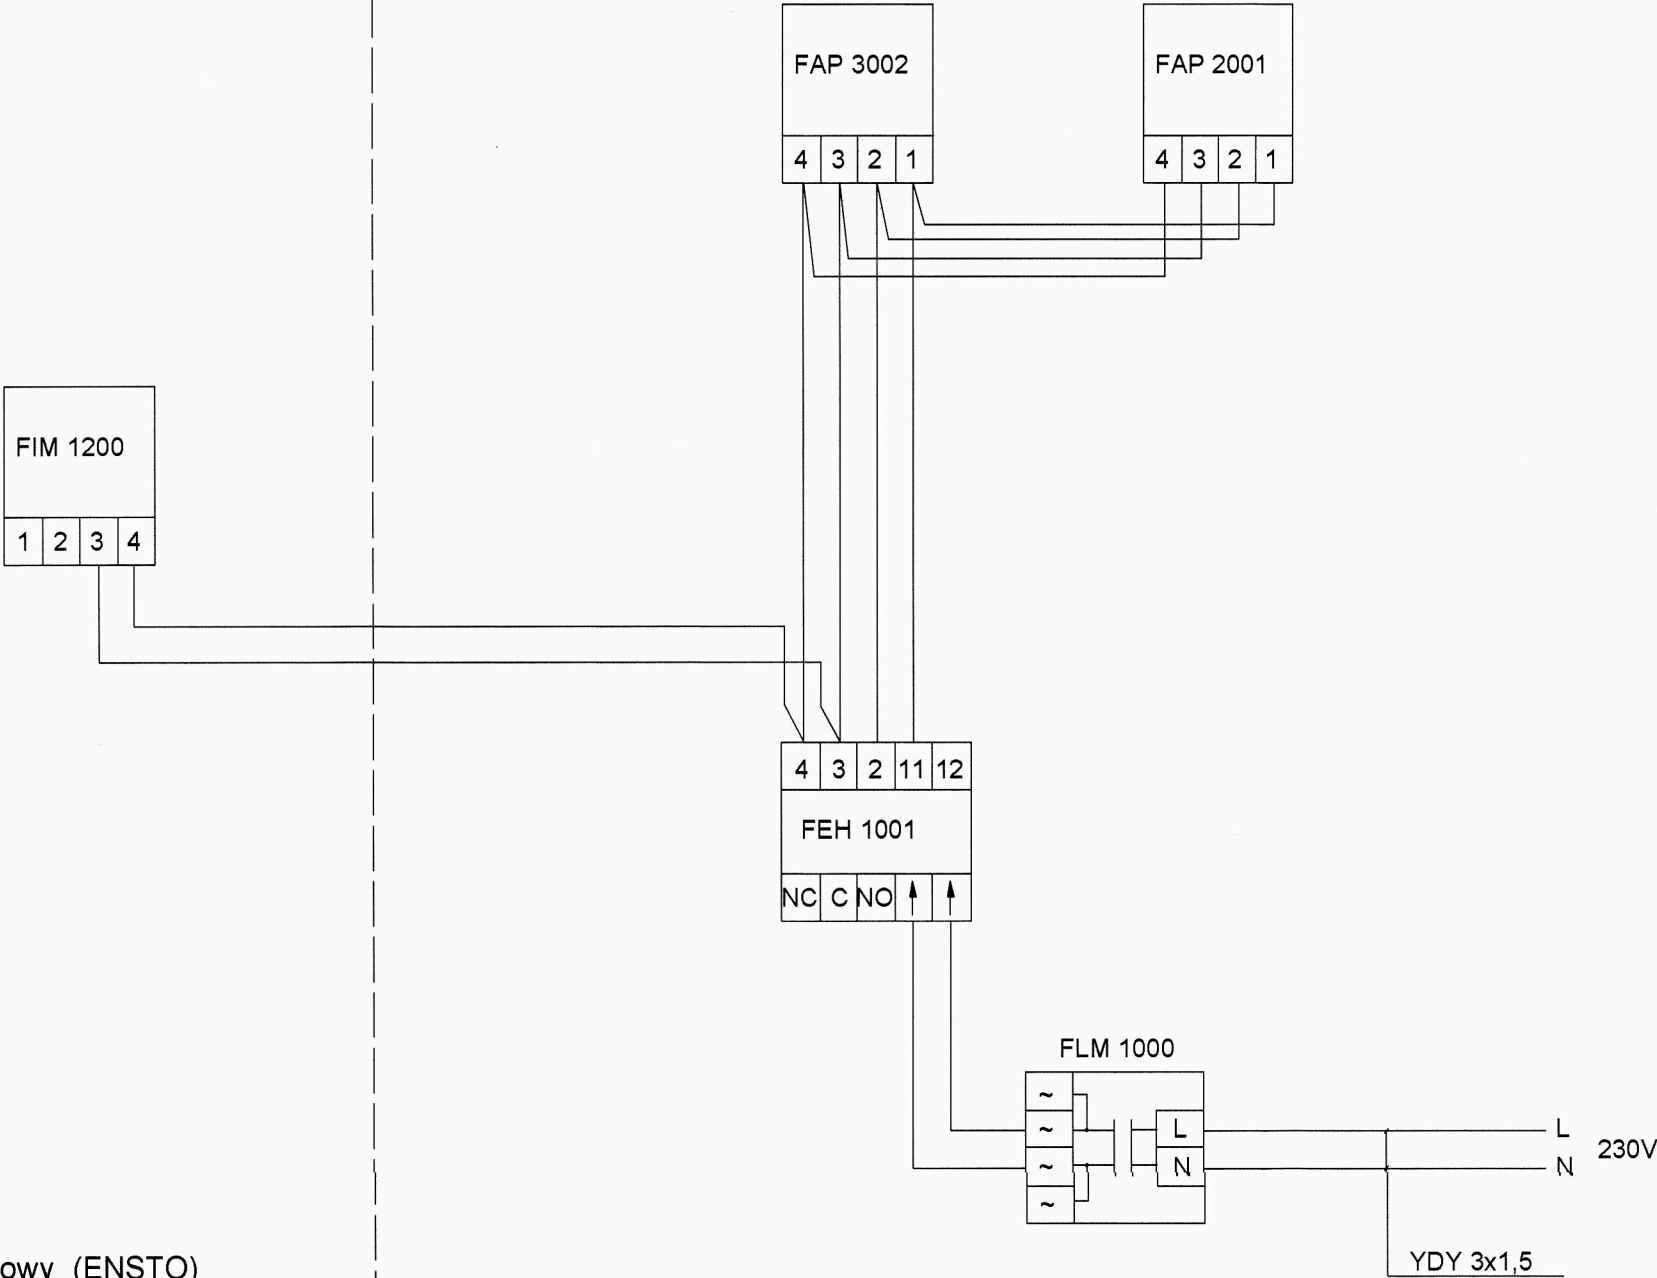 FAP 3002
FAP 2001
4 3 2 1
4 3 2 1
FIM 1200
1 2 3 4
4 3 2 11 12
FEH 1001
NC C NO
FLM 1000
~
~ L
~ N
~
L
N
230V
YDY 3x1,5
(ENSTO)